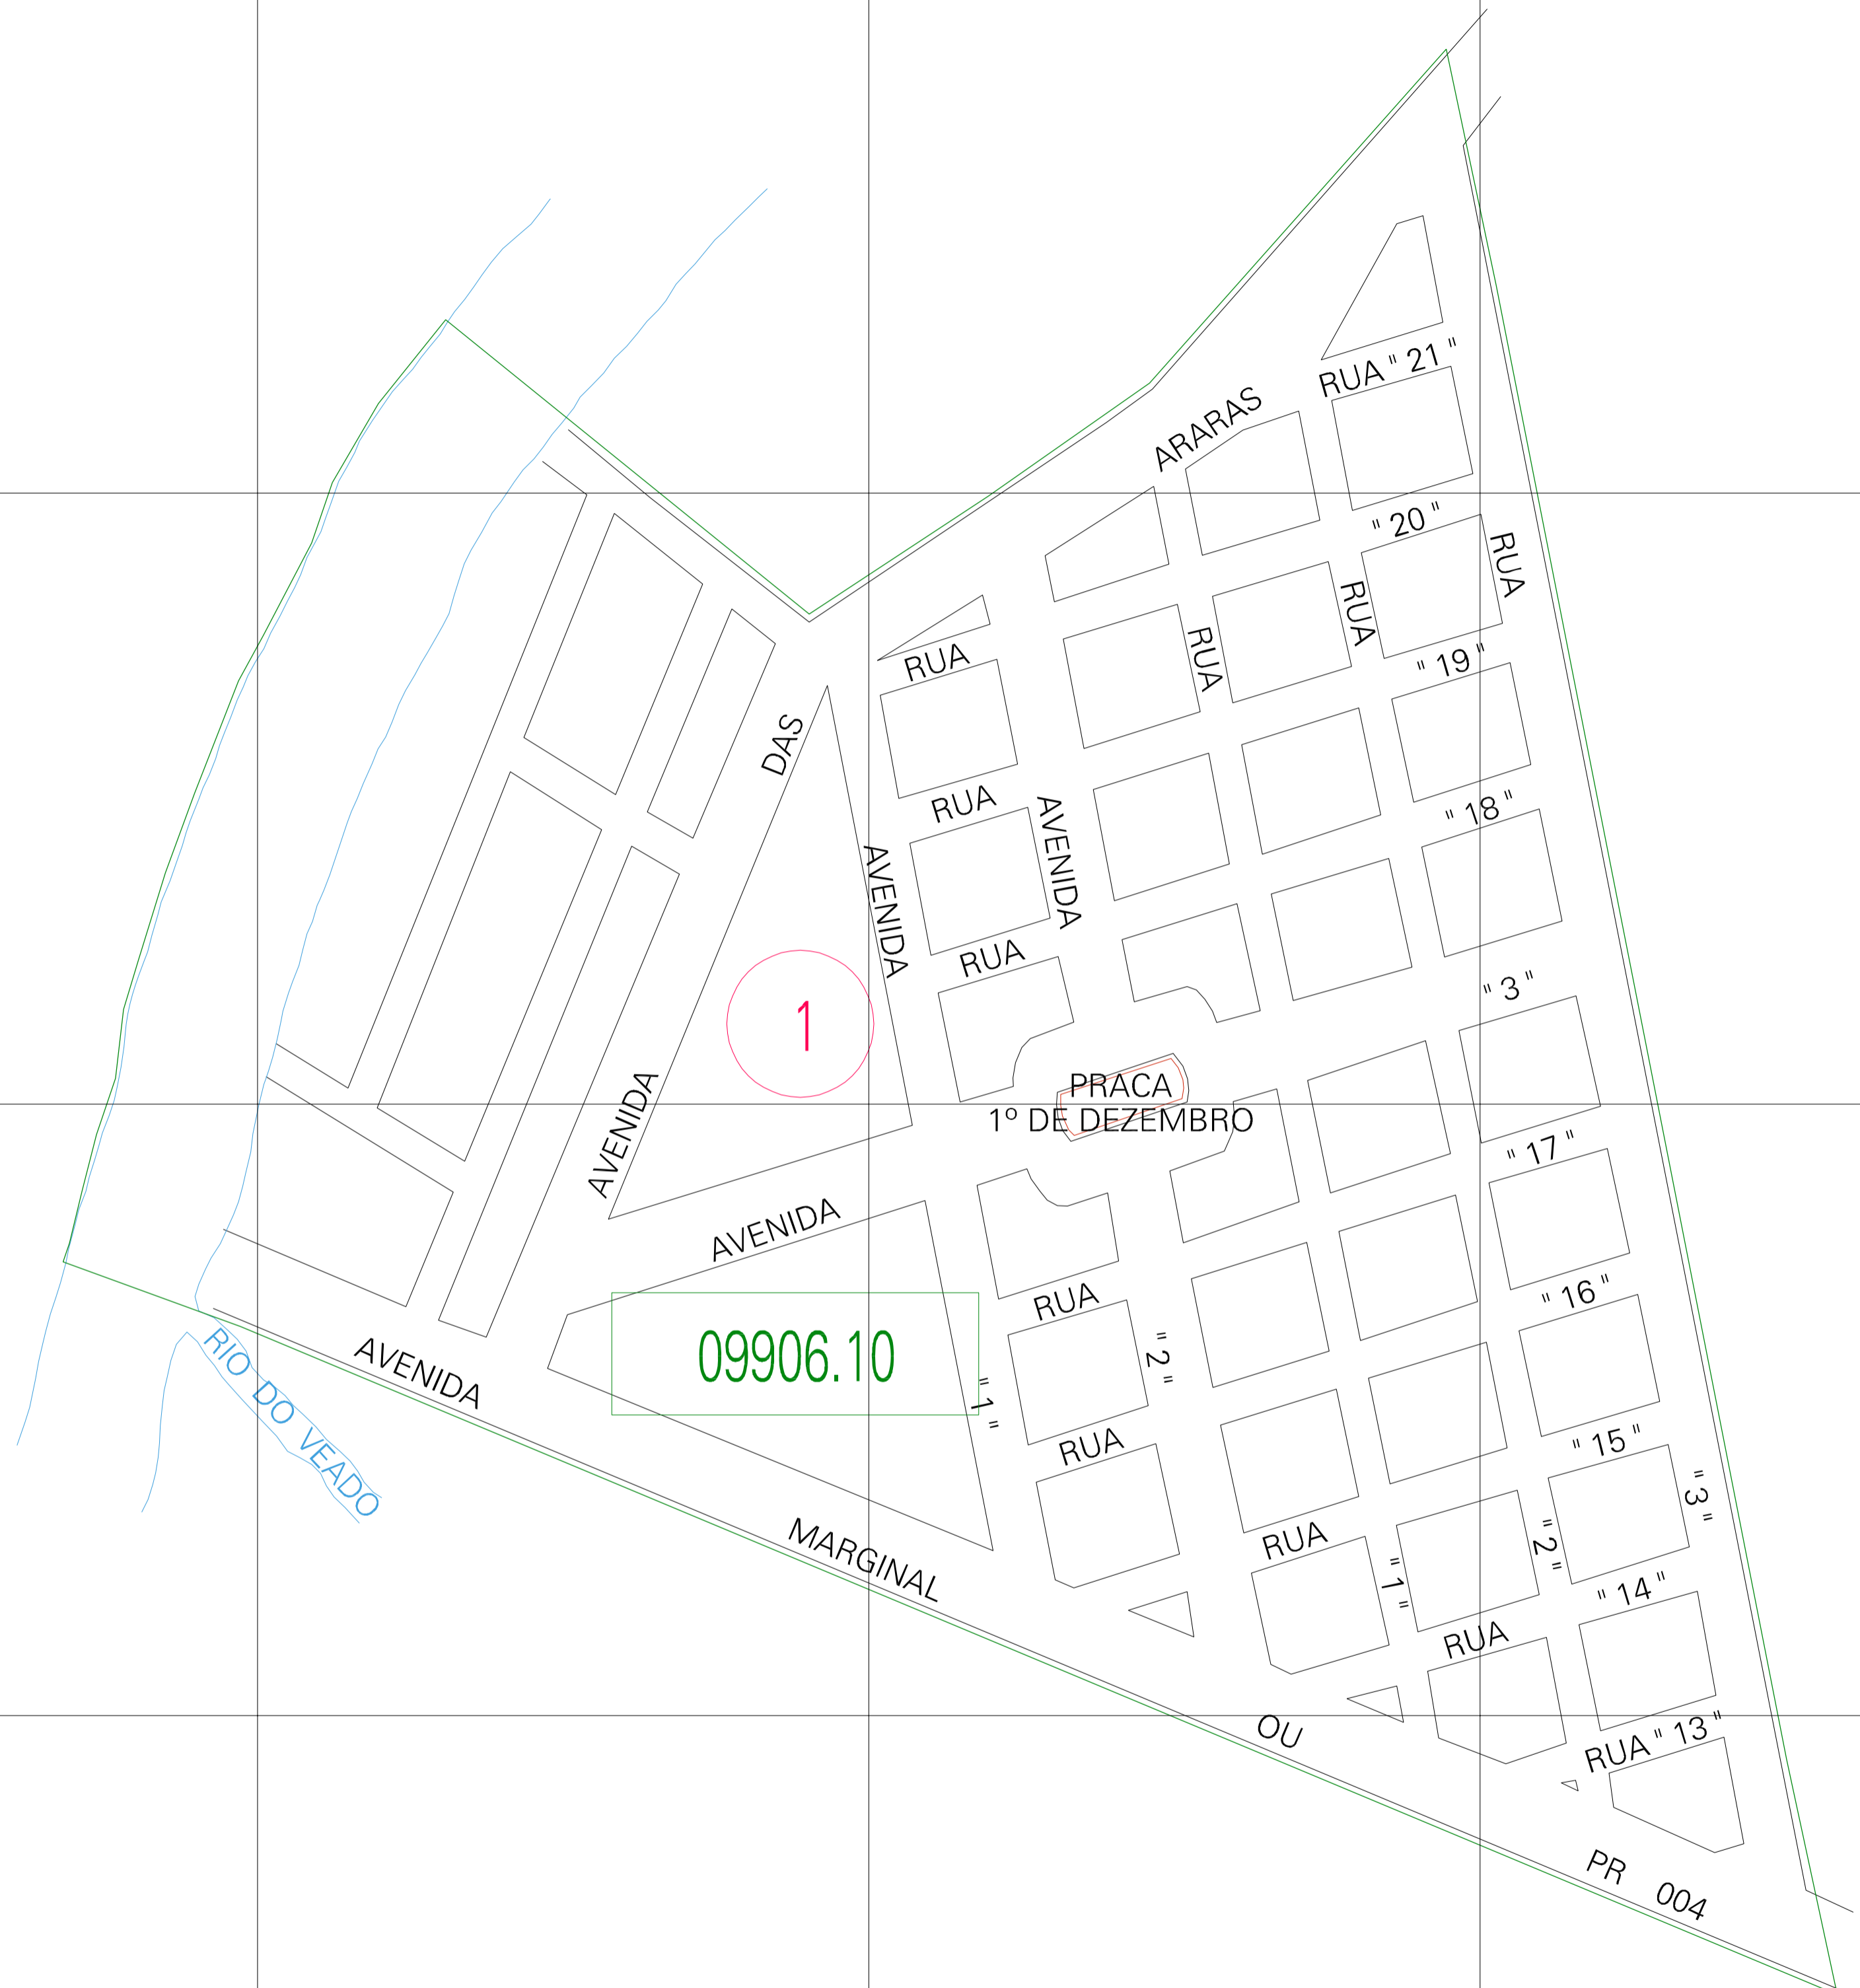 RUA " 21 "
ARARAS
" 20 "
RUA
RUA
RUA
RUA
" 19 "
DAS
RUA
AVENIDA
" 18 "
AVENIDA
RUA
" 3 "
1
PRACA
1º DE DEZEMBRO
AVENIDA
" 17 "
AVENIDA
RUA
" 16 "
09906.10
RIO DO VEADO
AVENIDA
" 2 "
" 1 "
RUA
" 15 "
" 3 "
MARGINAL
RUA
" 2 "
" 1 "
" 14 "
RUA
OU
RUA " 13 "
PR 004